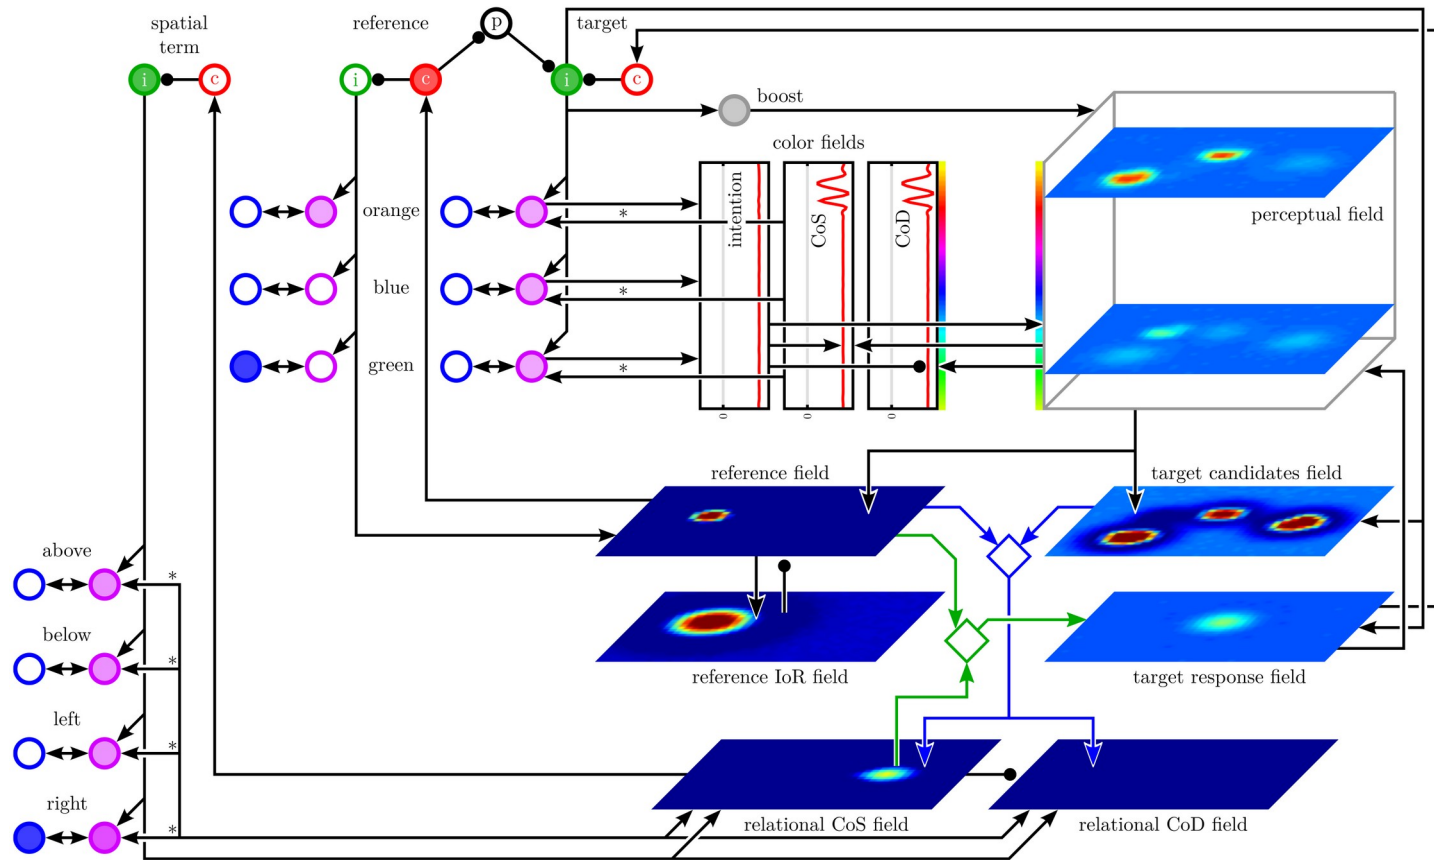 spatial
term
reference
p
target
i
c
i
c
i
c
boost
color fields
intention
CoS
CoD
perceptual field
orange
*
blue
*
green
*
0
0
0
reference field
target candidates field
above
*
below
*
reference IoR field
target response field
left
*
right
*
relational CoS field
relational CoD field